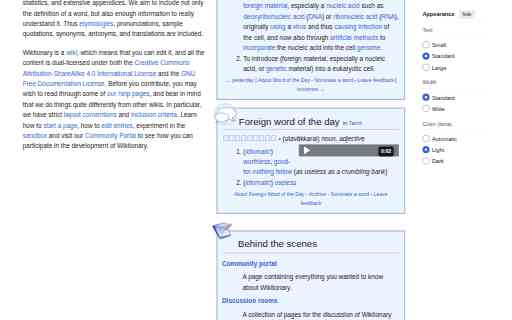 statistics, and extensive appendices. We aim to include not only
the definition of a word, but also enough information to really
understand it. Thus etymologies, pronunciations, sample
quotations, synonyms, antonyms, and translations are included.
Wiktionary is a wiki, which means that you can edit it, and all the
content is dual-licensed under both the Creative Commons
Attribution-ShareAlike 4.0 International License and the GNU
Free Documentation License. Before you contribute, you may
wish to read through some of our help pages, and bear in mind
that we do things quite differently from other wikis. In particular,
we have strict layout conventions and inclusion criteria. Learn
how to start a page, how to edit entries, experiment in the
sandbox and visit our Community Portal to see how you can
participate in the development of Wiktionary.
foreign material, especially a nucleic acid such as
deoxyribonucleic acid (DNA) or ribonucleic acid (RNA),
originally using a virus and thus causing infection of
the cell, and now also through artificial methods to
incorporate the nucleic acid into the cell genome.
2. To introduce (foreign material, especially a nucleic
acid, or genetic material) into a eukaryotic cell.
← yesterday | About Word of the Day • Nominate a word • Leave feedback |
tomorrow →
Foreign word of the day in Tamil
• (utavākkarai) noun, adjective
1. (idiomatic)
worthless, good-
for-nothing fellow (as useless as a crumbling bank)
0:02
2. (idiomatic) useless
About Foreign Word of the Day • Archive • Nominate a word • Leave
feedback
Behind the scenes
Community portal
A page containing everything you wanted to know
about Wiktionary.
Discussion rooms
A collection of pages for the discussion of Wiktionary
Appearance hide
Text
Small
Standard
Large
Width
Standard
Wide
Color (beta)
Automatic
Light
Dark